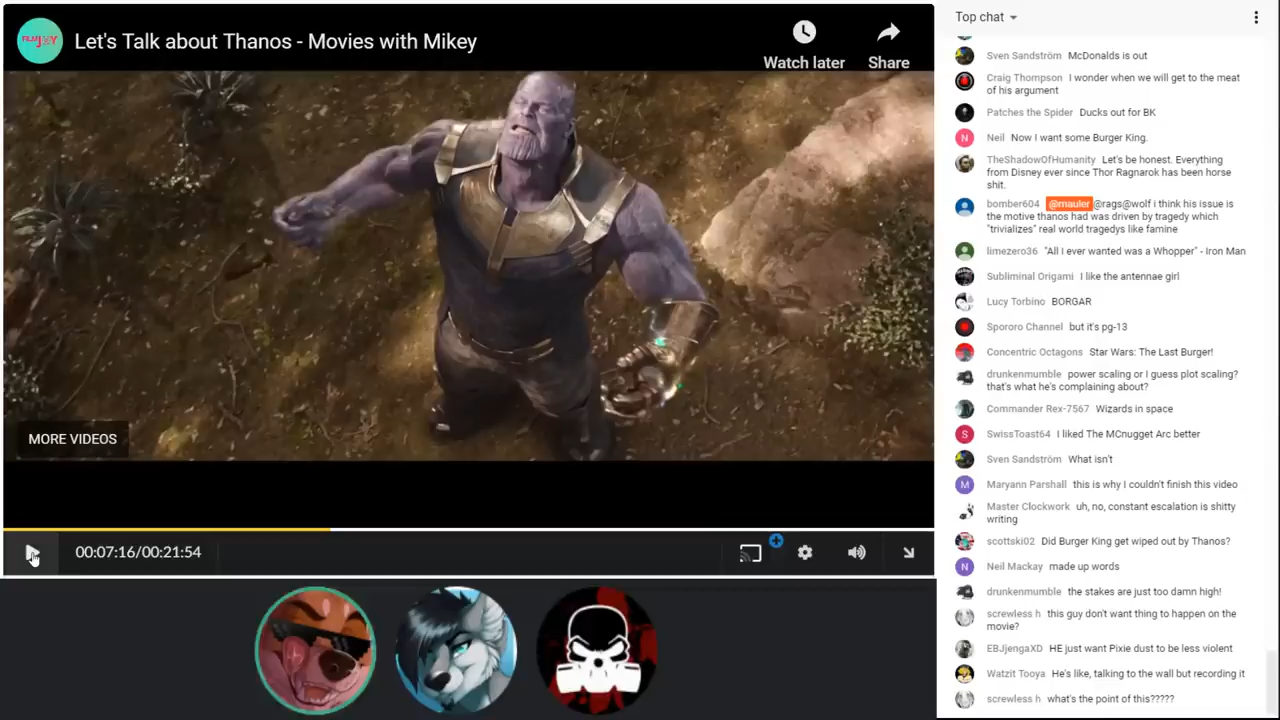 FILM JOY
Let's Talk about Thanos - Movies with Mikey
Watch later
Share
MORE VIDEOS
00:07:16/00:21:54
Top chat
Sven Sandström McDonalds is out
Craig Thompson I wonder when we will get to the meat
of his argument
Patches the Spider Ducks out for BK
N
Neil Now I want some Burger King.
TheShadowOfHumanity Let's be honest. Everything
from Disney ever since Thor Ragnarok has been horse
shit.
bomber604 @mauler @rags@wolf i think his issue is
the motive thanos had was driven by tragedy which
"trivializes" real world tragedys like famine
limezero36 "All I ever wanted was a Whopper" - Iron Man
Subliminal Origami I like the antennae girl
Lucy Torbino BORGAR
Spororo Channel but it's pg-13
Concentric Octagons Star Wars: The Last Burger!
drunkenmumble power scaling or I guess plot scaling?
that's what he's complaining about?
Commander Rex-7567 Wizards in space
S
SwissToast64 I liked The MCnugget Arc better
Sven Sandström What isn't
M
Maryann Parshall this is why I couldn't finish this video
Master Clockwork uh, no, constant escalation is shitty
writing
scottski02 Did Burger King get wiped out by Thanos?
N
Neil Mackay made up words
drunkenmumble the stakes are just too damn high!
screwless h this guy don't want thing to happen on the
movie?
EBJjengaXD HE just want Pixie dust to be less violent
Watzit Tooya He's like, talking to the wall but recording it
screwless h what's the point of this?????